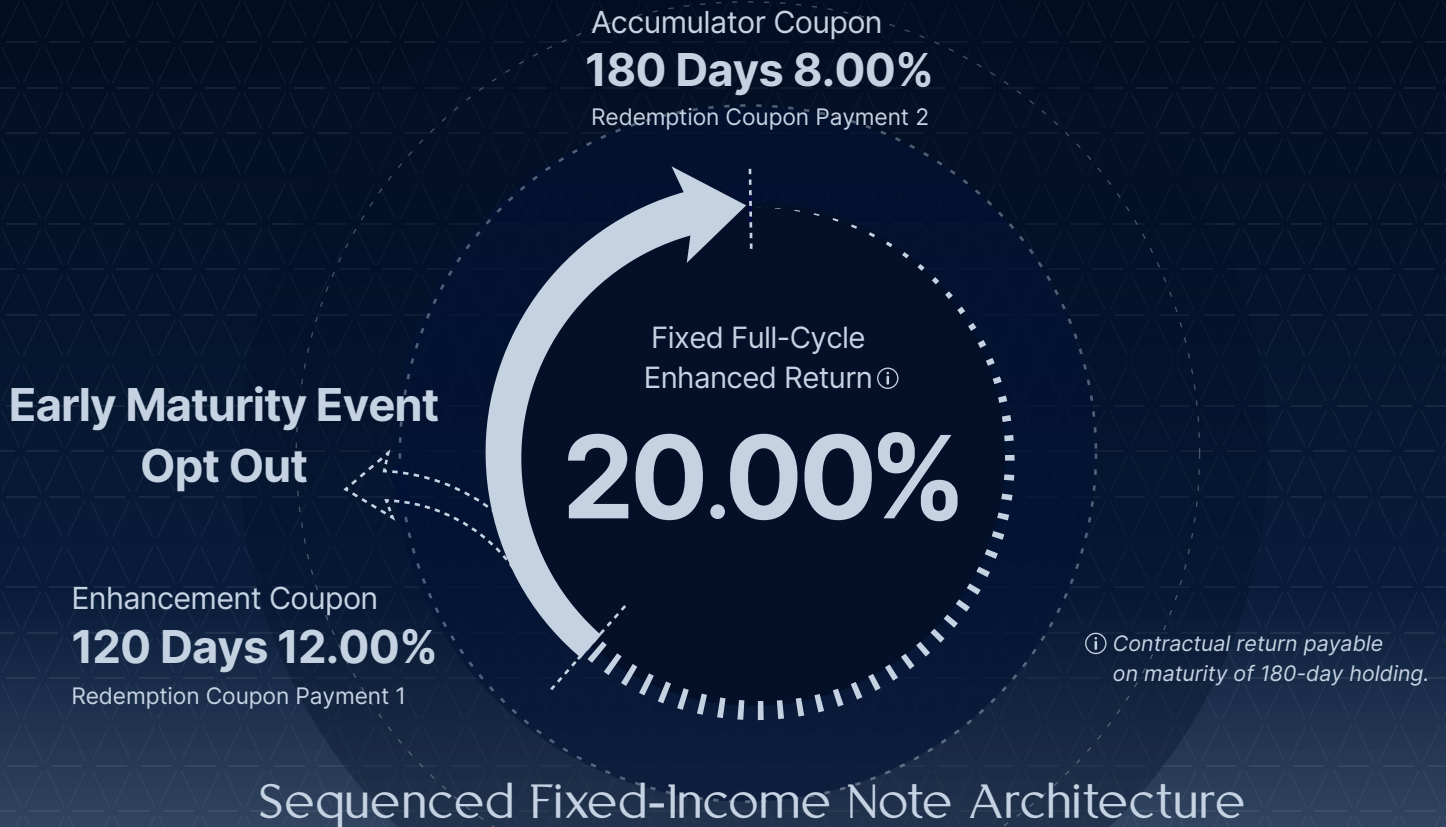 Accumulator Coupon
180 Days 8.00%
Redemption Coupon Payment 2
Fixed Full-Cycle
Enhanced Return ⓘ
20.00%
Early Maturity Event
Opt Out
Enhancement Coupon
120 Days 12.00%
Redemption Coupon Payment 1
ⓘ Contractual return payable
on maturity of 180-day holding.
Sequenced Fixed-Income Note Architecture